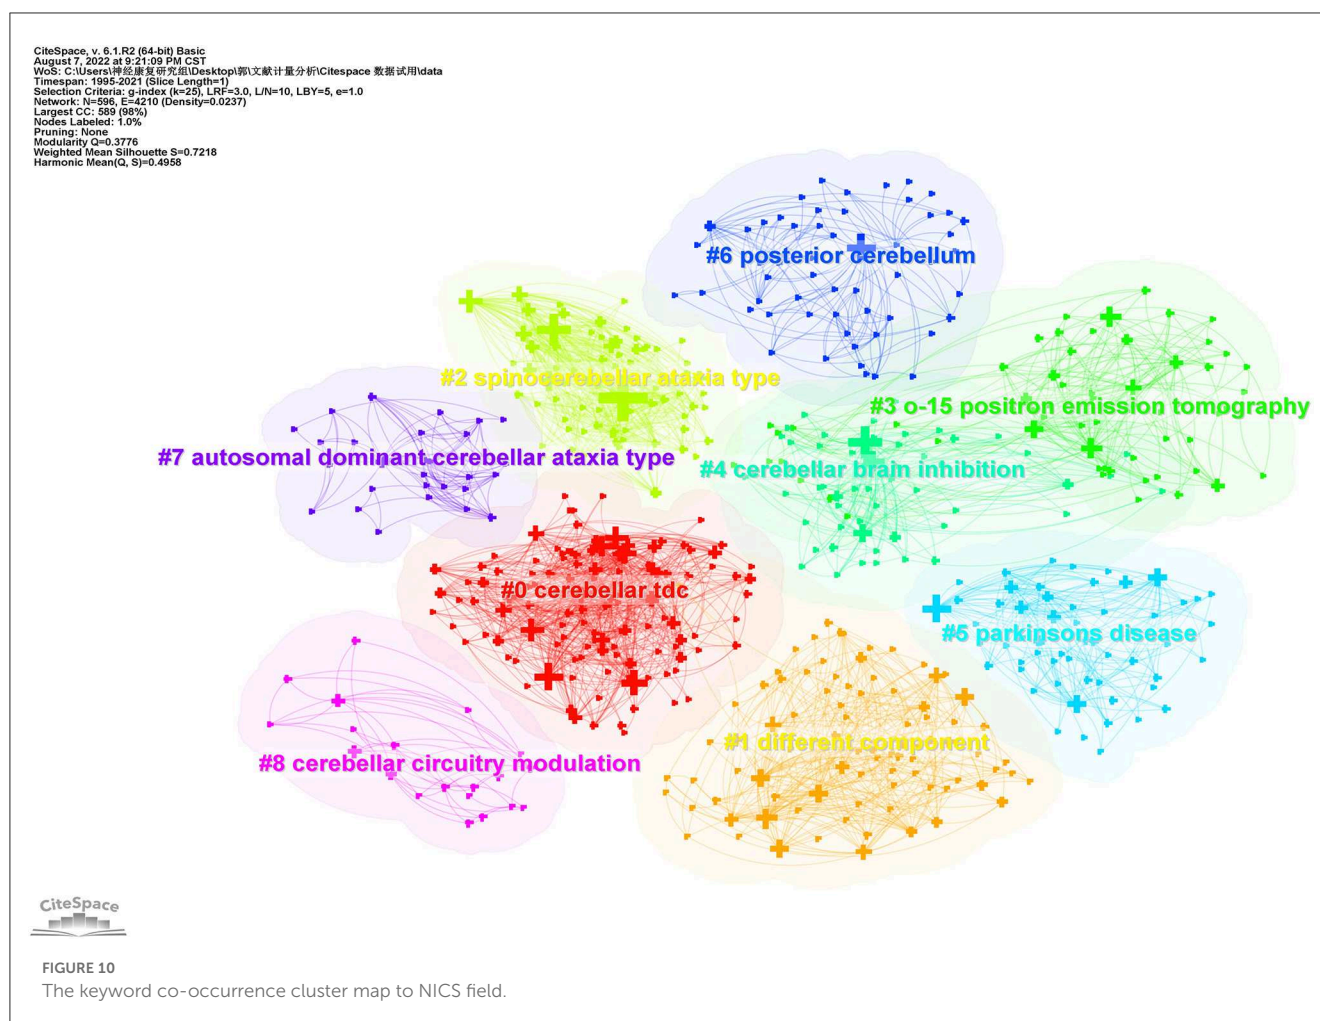 CiteSpace, v. 6.1.R2 (64-bit) Basic
August 7, 2022 at 9:21:09 PM CST
WoS: C:\Users\神经康复研究组\Desktop\郭\文献计量分析\Citespace 数据试用\data
Timespan: 1995-2021 (Slice Length=1)
Selection Criteria: g-index (k=25), LRF=3.0, L/N=10, LBY=5, e=1.0
Network: N=596, E=4210 (Density=0.0237)
Largest CC: 589 (98%)
Nodes Labeled: 1.0%
Pruning: None
Modularity Q=0.3776
Weighted Mean Silhouette S=0.7218
Harmonic Mean(Q, S)=0.4958
#6 posterior cerebellum
#2 spinocerebellar ataxia type
#3 o-15 positron emission tomography
#7 autosomal dominant cerebellar ataxia type
#4 cerebellar brain inhibition
#0 cerebellar tdc
#5 parkinsons disease
#1 different component
#8 cerebellar circuitry modulation
CiteSpace
FIGURE 10
The keyword co-occurrence cluster map to NICS field.